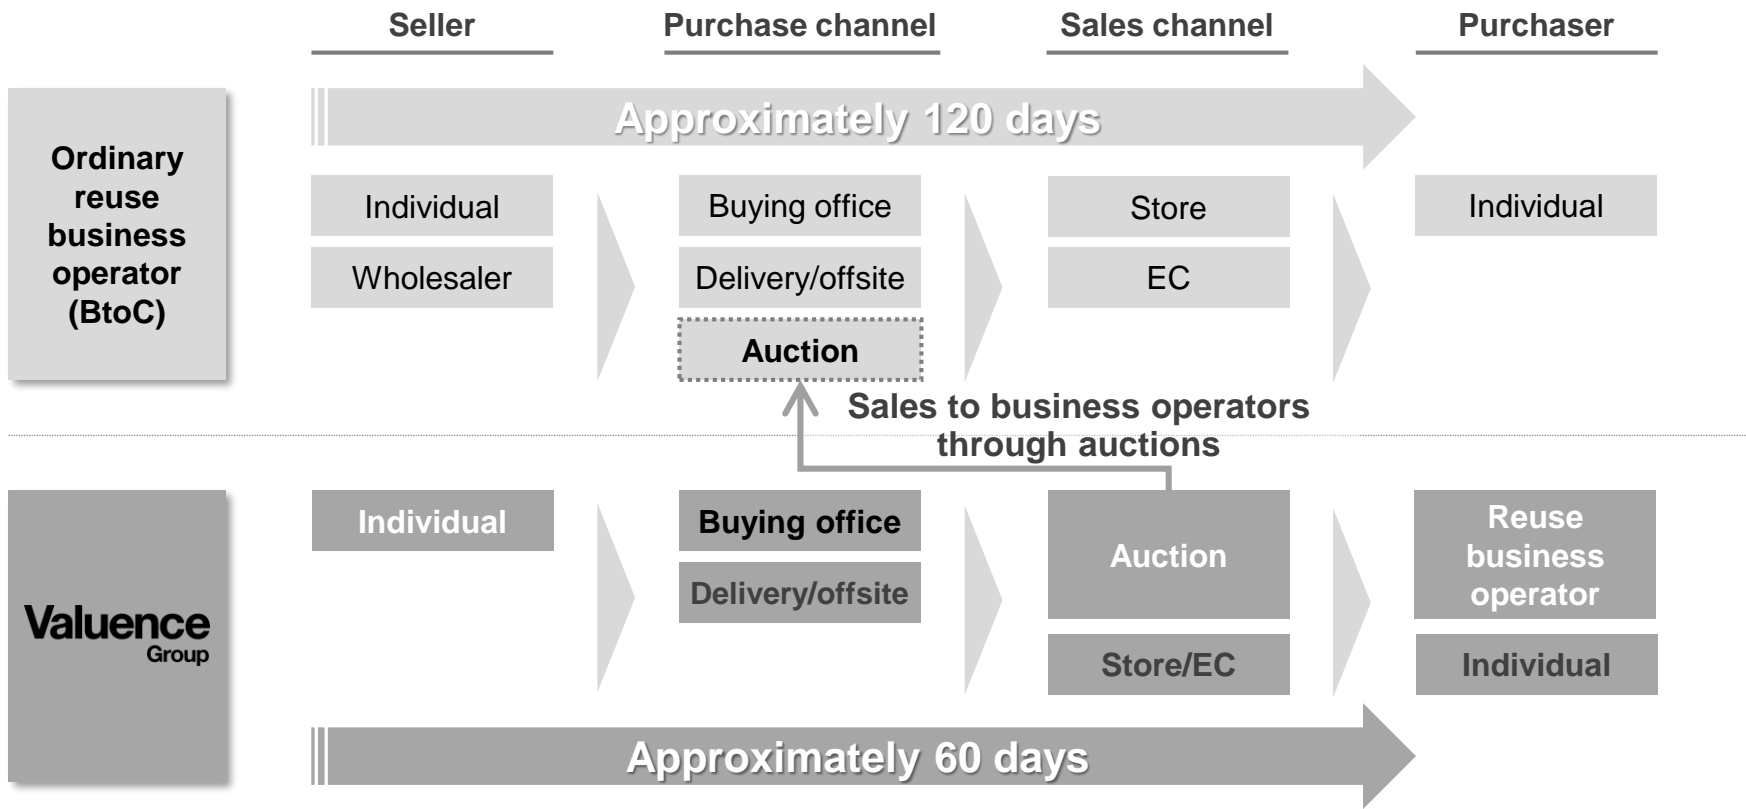 Seller
Purchase channel
Sales channel
Purchaser
Approximately 120 days
Ordinary
reuse
business
operator
(BtoC)
Individual
Wholesaler
Buying office
Delivery/offsite
Auction
Store
EC
Individual
Sales to business operators
through auctions
Valuence
Group
Individual
Buying office
Delivery/offsite
Auction
Store/EC
Reuse
business
operator
Individual
Approximately 60 days